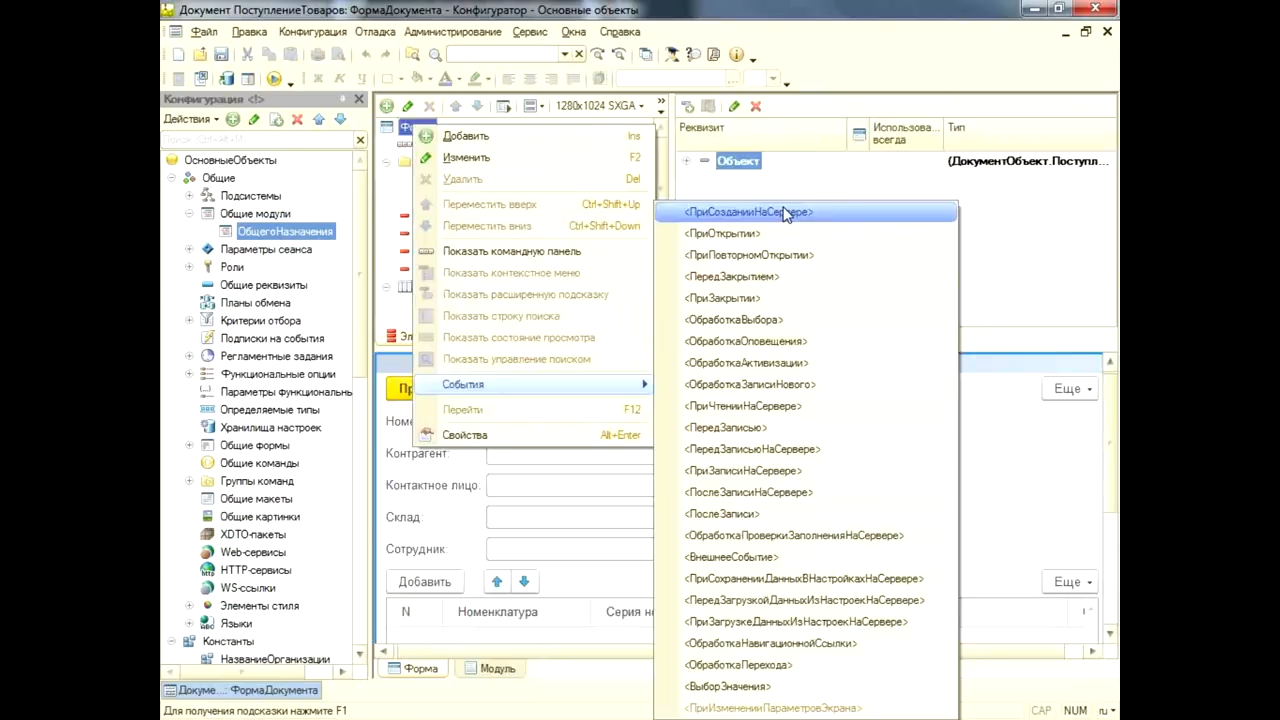 Документ ПоступлениеТоваров: ФормаДокумента - Конфигуратор - Основные объекты
Файл Правка Конфигурация Отладка Администрирование Сервис Окна Справка
Конфигурация <!>
Действия
ОсновныеОбъекты
Общие
Подсистемы
Общие модули
ОбщегоНазначения
Параметры сеанса
Роли
Общие реквизиты
Планы обмена
Критерии отбора
Подписки на события
Регламентные задания
Функциональные опции
Параметры функциональнь
Определяемые типы
Хранилища настроек
Общие формы
Общие команды
Группы команд
Общие макеты
Общие картинки
XDTO-пакеты
Web-сервисы
HTTP-сервисы
WS-ссылки
Элементы стиля
Языки
Константы
НазваниеОрганизации
1280x1024 SXGA
Добавить Ins
Изменить F2
Удалить Del
Переместить вверх Ctrl+Shift+Up
Переместить вниз Ctrl+Shift+Down
Показать командную панель
Показать контекстное меню
Показать расширенную подсказку
Показать строку поиска
Показать состояние просмотра
Показать управление поиском
События
Перейти F12
Свойства Alt+Enter
Реквизит Использова... всегда Тип
Объект (ДокументОбъект.Поступл...
<ПриСозданииНаСервере>
<ПриОткрытии>
<ПриПовторномОткрытии>
<ПередЗакрытием>
<ПриЗакрытии>
<ОбработкаВыбора>
<ОбработкаОповещения>
<ОбработкаАктивизации>
<ОбработкаЗаписиНового>
<ПриЧтенииНаСервере>
<ПередЗаписью>
<ПередЗаписьюНаСервере>
<ПриЗаписиНаСервере>
<ПослеЗаписиНаСервере>
<ПослеЗаписи>
<ОбработкаПроверкиЗаполненияНаСервере>
<ВнешнееСобытие>
<ПриСохраненииДанныхВНастройкахНаСервере>
<ПередЗагрузкойДанныхИзНастроекНаСервере>
<ПриЗагрузкеДанныхИзНастроекНаСервере>
<ОбработкаНавигационнойСсылки>
<ОбработкаПерехода>
<ВыборЗначения>
<ПриИзмененииПараметровЭкрана>
Эл
Пр
Еще
Номе
Контрагент:
Контактное лицо:
Склад:
Сотрудник:
Добавить Еще
N Номенклатура Серия но
Форма Модуль
Докуме...: ФормаДокумента
Для получения подсказки нажмите F1 CAP NUM ru